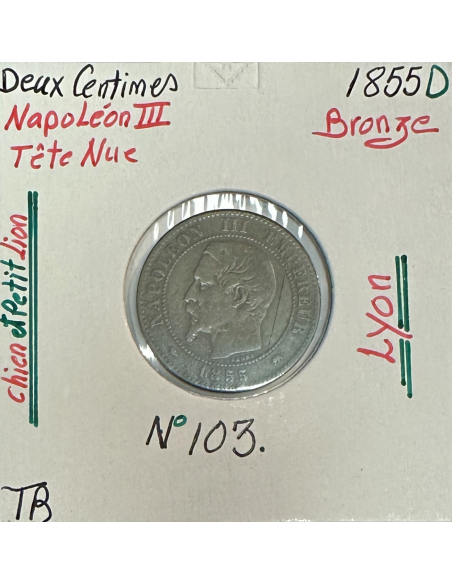 Deux Centimes
1855D
Napoléon III
Bronze
Tête Nue
chien et Petit Lion
NAPOLEON III EMPEREUR
1855
Lyon
N°103.
TB